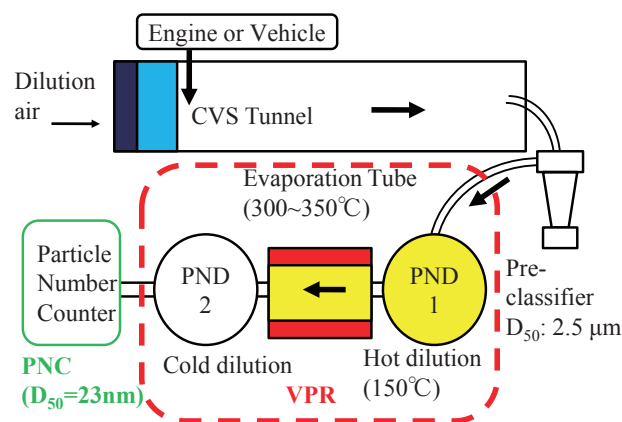 Engine or Vehicle
Dilution
air
CVS Tunnel
Evaporation Tube
(300~350℃)
Particle
Number
Counter
PND
2
PND
1
Pre-
classifier
D50: 2.5 μm
Cold dilution
Hot dilution
(150℃)
PNC
(D50=23nm)
VPR